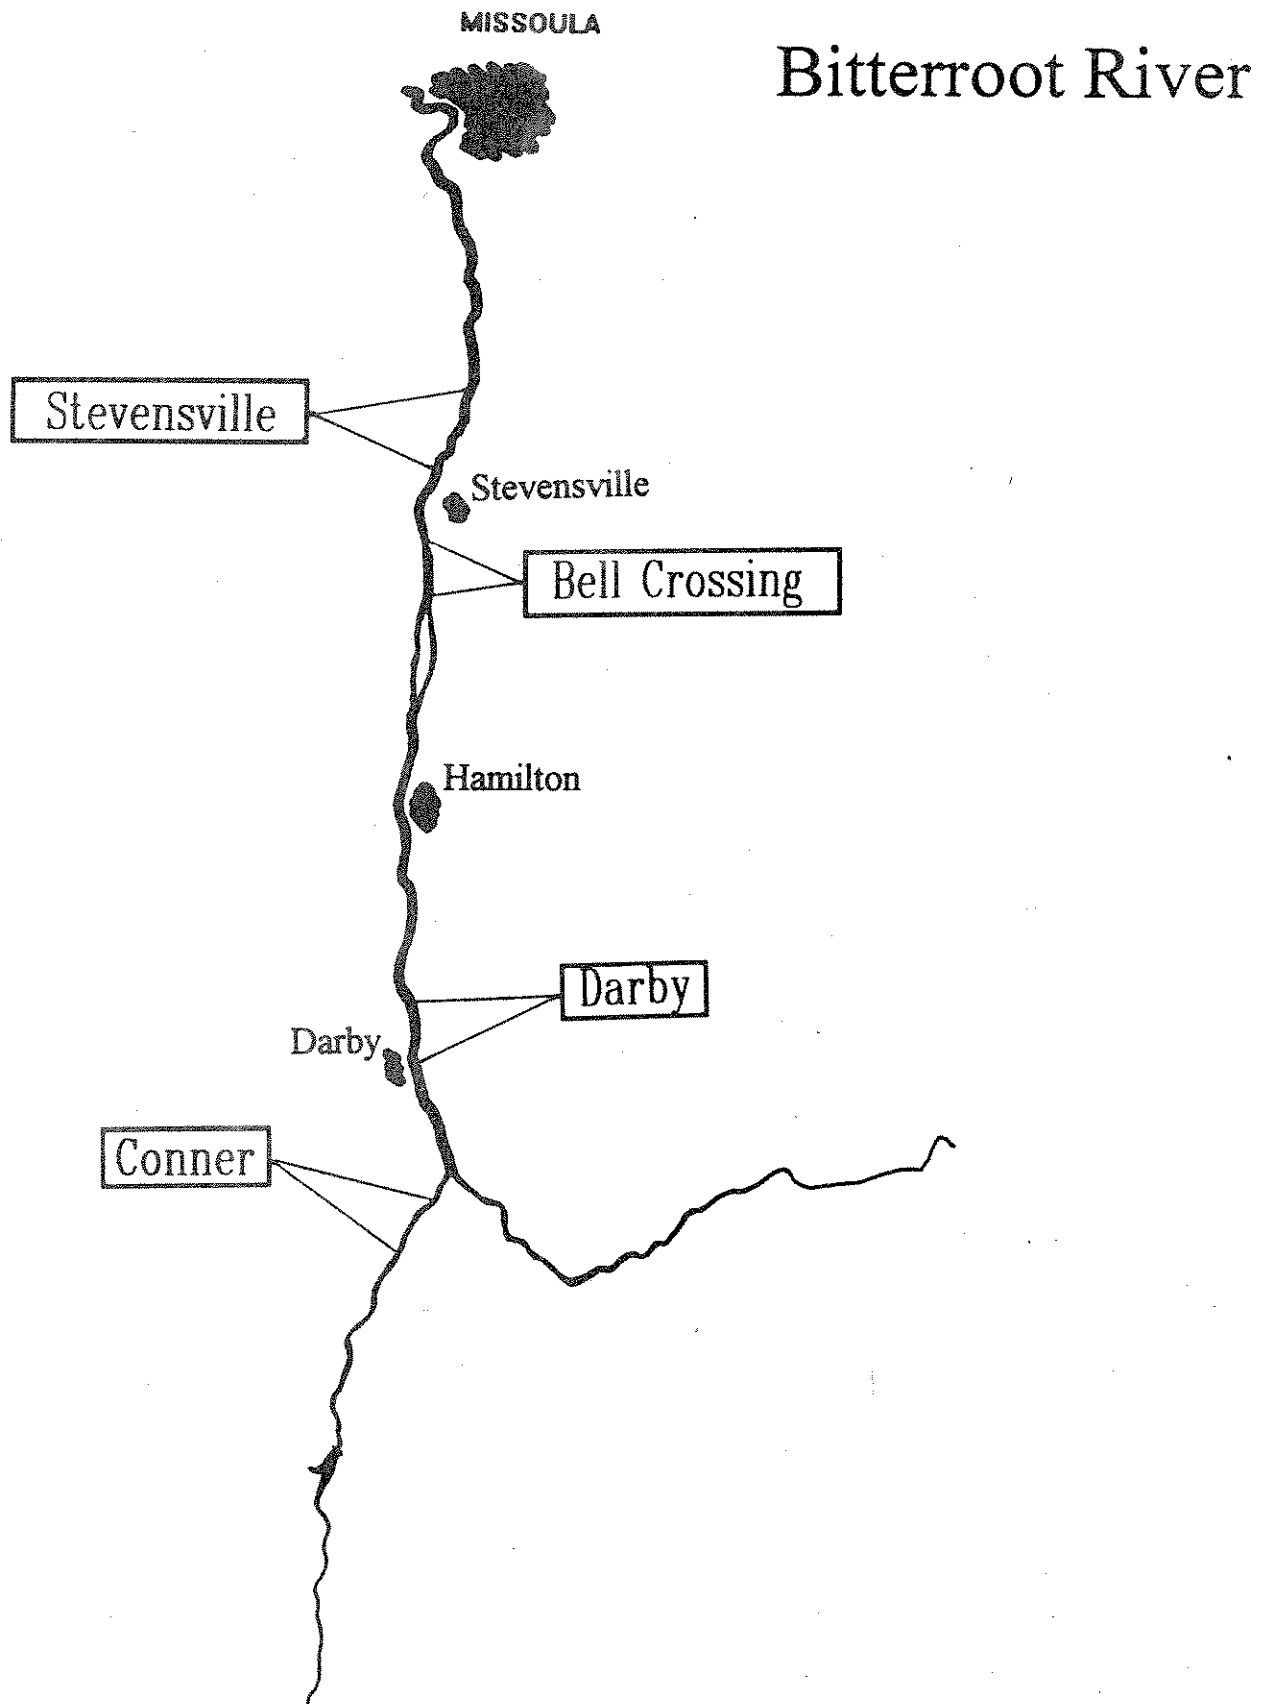 MISSOULA
Bitterroot River
Stevensville
Stevensville
Bell Crossing
Hamilton
Darby
Darby
Conner